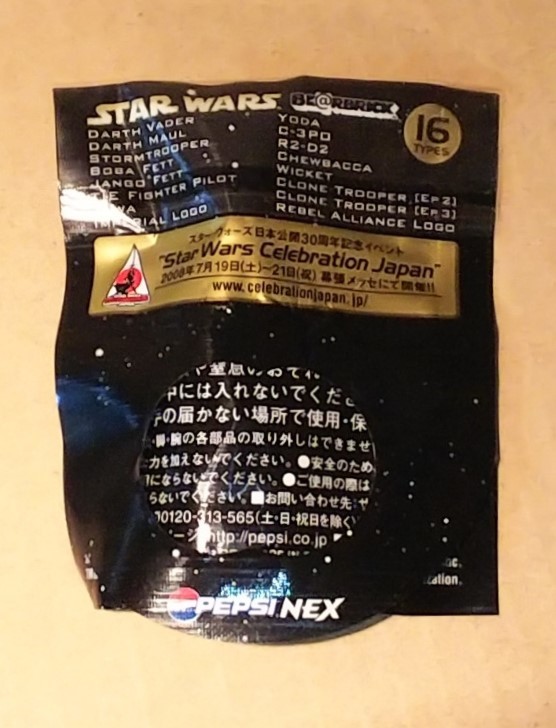 STAR WARS BE@RBRICK
16 TYPES
DARTH VADER
DARTH MAUL
STORMTROOPER
BOBA FETT
JANGO FETT
FIGHTER PILOT
LOGO
YODA
C-3PO
R2-D2
CHEWBACCA
WICKET
CLONE TROOPER [EP 2]
CLONE TROOPER [EP 3]
REBEL ALLIANCE LOGO
スター・ウォーズ日本公開30周年記念イベント
"Star Wars Celebration Japan"
2008年7月19日(土)~21日(祝) 幕張メッセにて開催!!
www.celebrationjapan.jp/
中には入れないでくだ
の届かない場所で使用・保
・脚・腕の各部品の取り外しはできませ
力を加えないでください。●安全のため
にならないでください。●ご使用の際は
らないでください。■お問い合わせ先:
0120-313-565(土・日・祝日を除く)
ージ http://pepsi.co.jp
PEPSI NEX